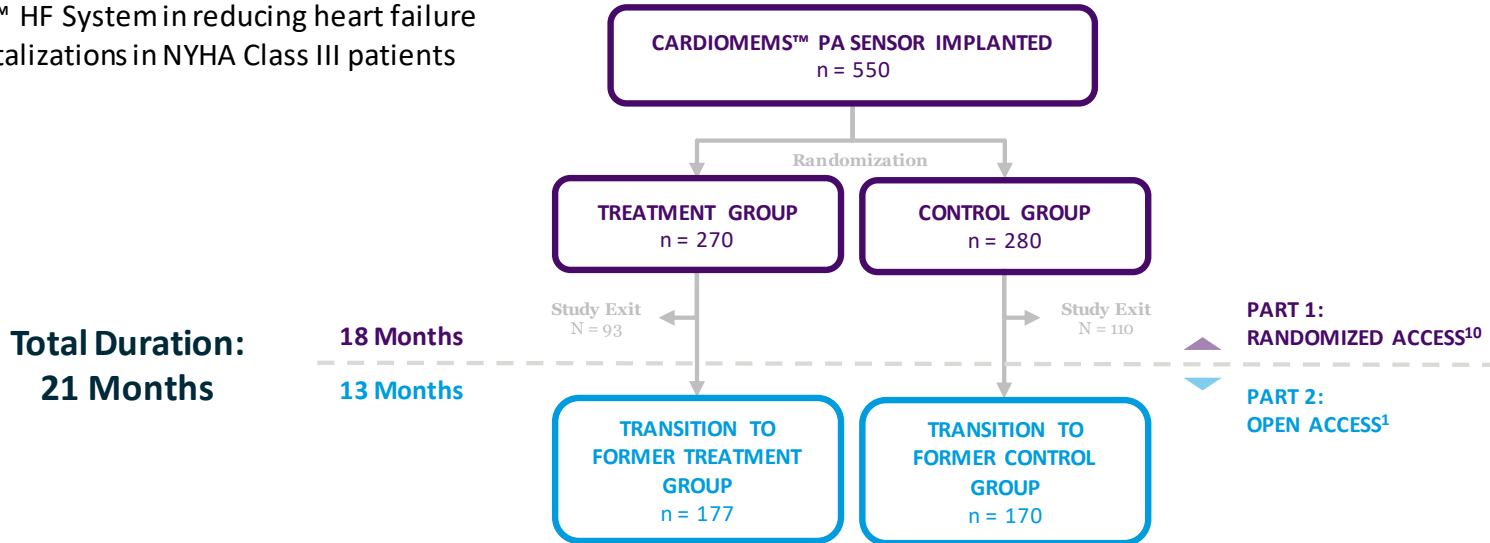 ™ HF System in reducing heart failure
talizations in NYHA Class III patients
CARDIOMEMS™ PA SENSOR IMPLANTED
n = 550
Randomization
TREATMENT GROUP
n = 270
CONTROL GROUP
n = 280
Study Exit
N = 93
Study Exit
N = 110
Total Duration:
21 Months
18 Months
13 Months
PART 1:
RANDOMIZED ACCESS¹⁰
PART 2:
OPEN ACCESS¹
TRANSITION TO
FORMER TREATMENT
GROUP
n = 177
TRANSITION TO
FORMER CONTROL
GROUP
n = 170